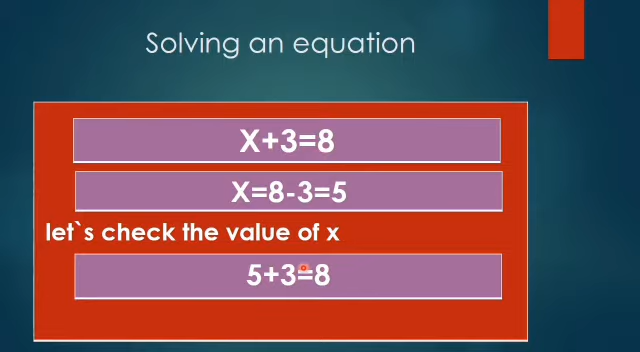 Solving an equation
X+3=8
X=8-3=5
let`s check the value of x
5+3=8